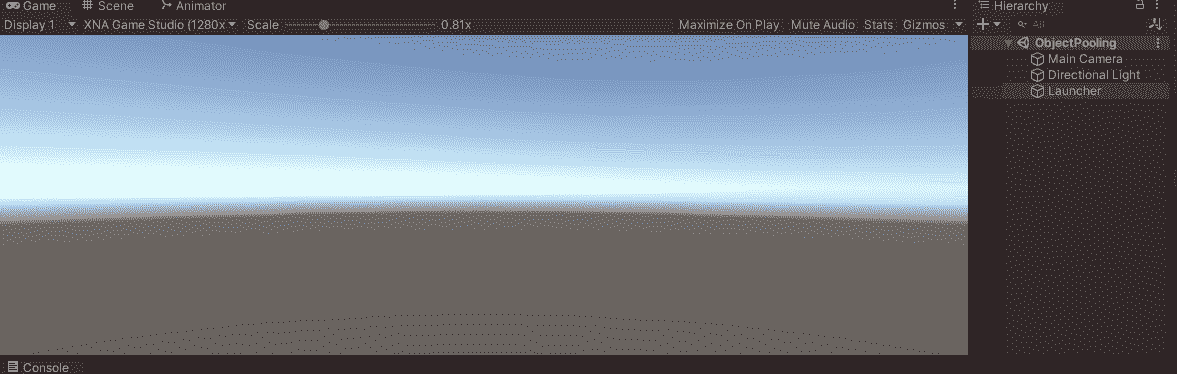 Game Scene Animator
Display 1 XNA Game Studio (1280x Scale 0.81x Maximize On Play Mute Audio Stats Gizmos
Hierarchy
All
ObjectPooling
Main Camera
Directional Light
Launcher
Console